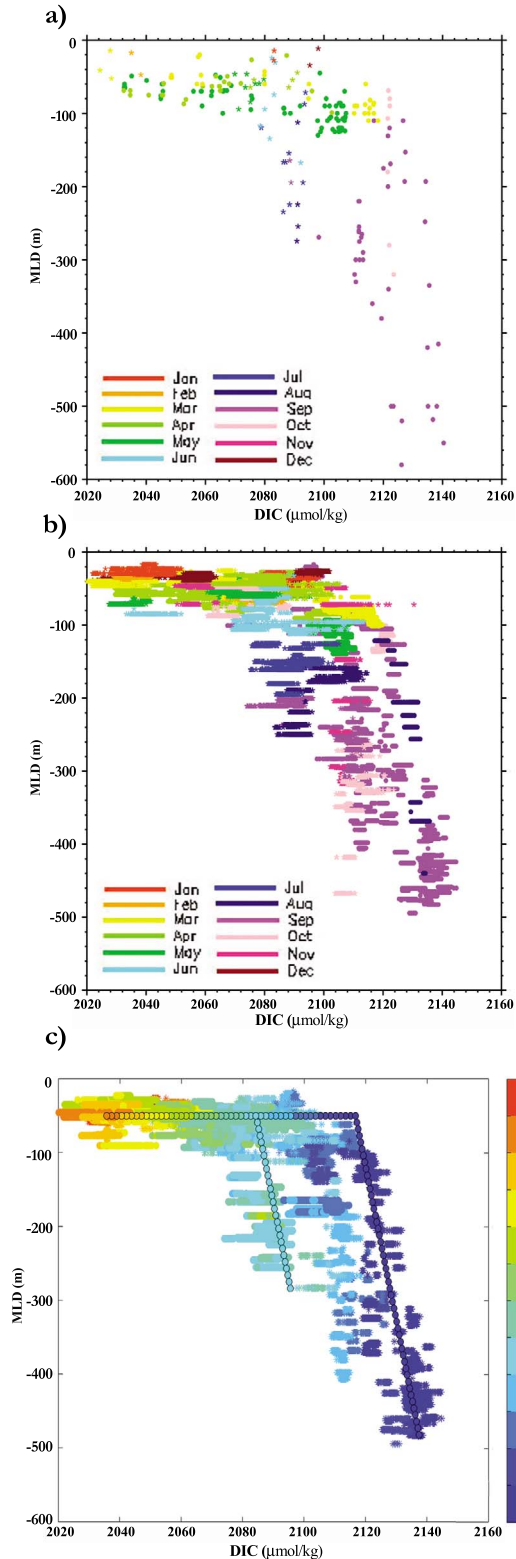 a)
0
-100
-200
-300
-400
-500
-600
MLD (m)
Jan
Feb
Mar
Apr
May
Jun
Jul
Aug
Sep
Oct
Nov
Dec
2020 2040 2060 2080 2100 2120 2140 2160
DIC (μmol/kg)
b)
0
-100
-200
-300
-400
-500
-600
MLD (m)
Jan
Feb
Mar
Apr
May
Jun
Jul
Aug
Sep
Oct
Nov
Dec
2020 2040 2060 2080 2100 2120 2140 2160
DIC (μmol/kg)
c)
0
-100
-200
-300
-400
-500
-600
MLD (m)
2020 2040 2060 2080 2100 2120 2140 2160
DIC (μmol/kg)